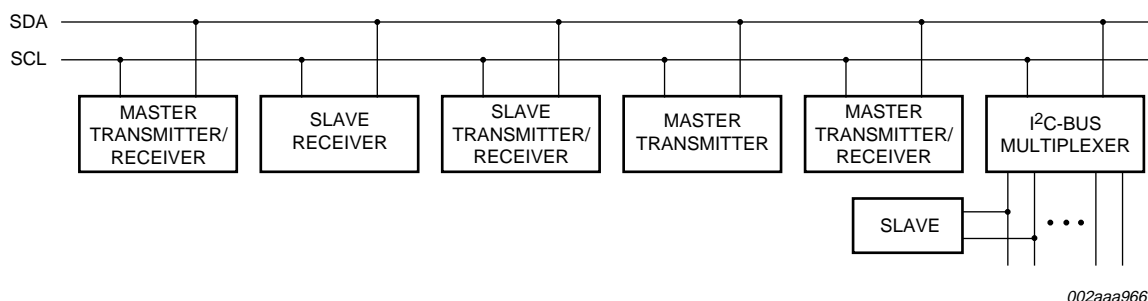 SDA
SCL
MASTER
TRANSMITTER/
RECEIVER
SLAVE
RECEIVER
SLAVE
TRANSMITTER/
RECEIVER
MASTER
TRANSMITTER
MASTER
TRANSMITTER/
RECEIVER
I²C-BUS
MULTIPLEXER
SLAVE
002aaa966